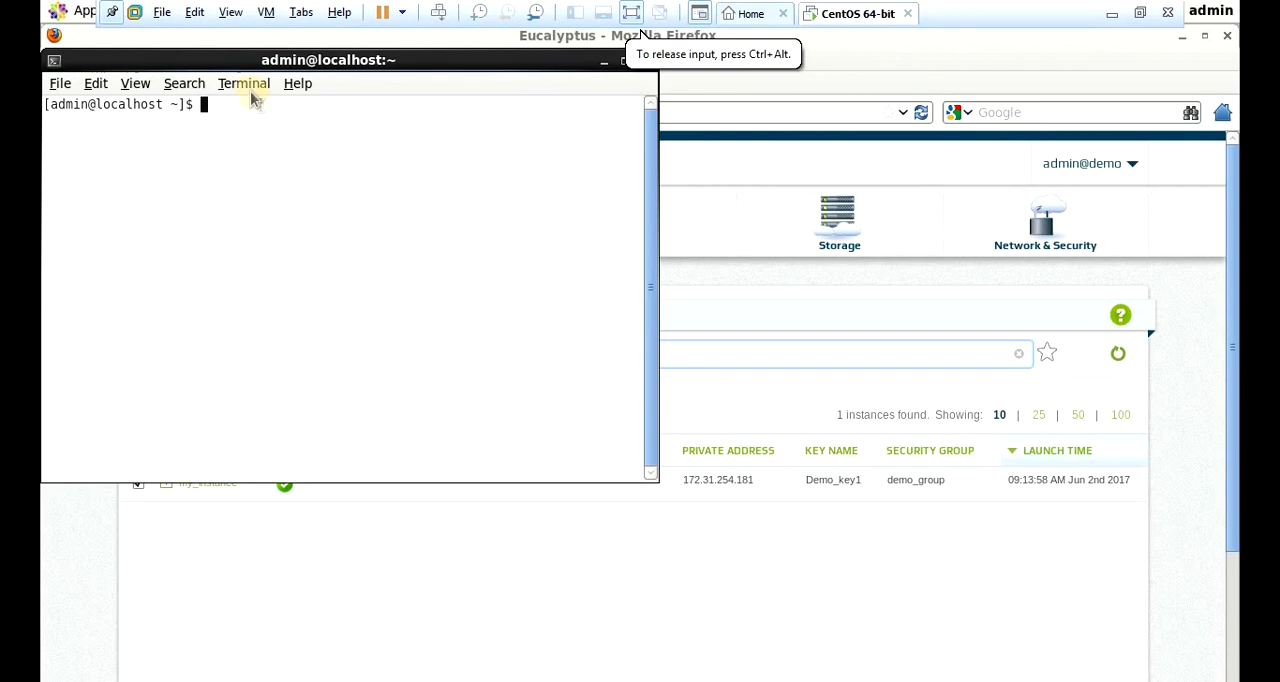 App File Edit View VM Tabs Help Home CentOS 64-bit admin
Eucalyptus - Mozilla Firefox
To release input, press Ctrl+Alt.
admin@localhost:~
File Edit View Search Terminal Help
[admin@localhost ~]$
Google
admin@demo
Storage
Network & Security
?
1 instances found. Showing: 10 | 25 | 50 | 100
PRIVATE ADDRESS KEY NAME SECURITY GROUP LAUNCH TIME
my_instance 172.31.254.181 Demo_key1 demo_group 09:13:58 AM Jun 2nd 2017